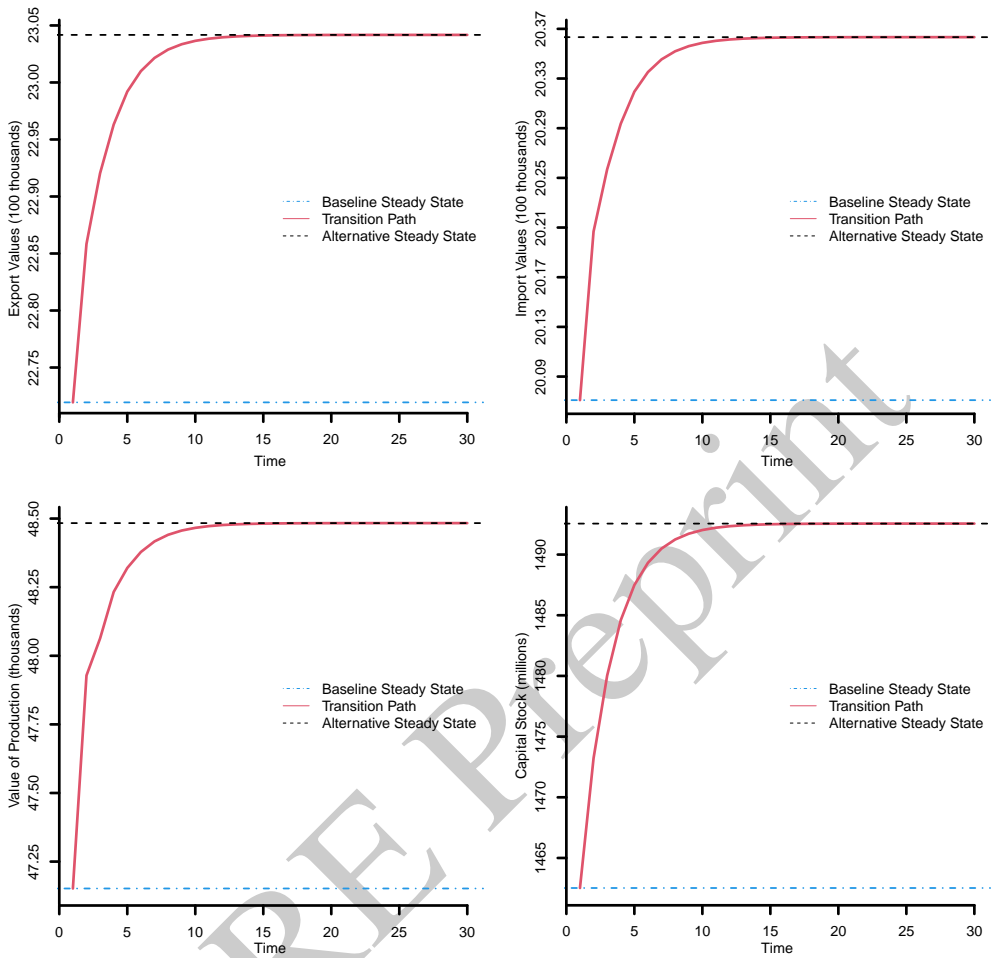 Export Values (100 thousands)
23.05
23.00
22.95
22.90
22.85
22.80
22.75
Baseline Steady State
Transition Path
Alternative Steady State
0 5 10 15 20 25 30
Time
Import Values (100 thousands)
20.37
20.33
20.29
20.25
20.21
20.17
20.13
20.09
Baseline Steady State
Transition Path
Alternative Steady State
0 5 10 15 20 25 30
Time
Value of Production (thousands)
48.50
48.25
48.00
47.75
47.50
47.25
Baseline Steady State
Transition Path
Alternative Steady State
0 5 10 15 20 25 30
Time
Capital Stock (millions)
1490
1485
1480
1475
1470
1465
Baseline Steady State
Transition Path
Alternative Steady State
0 5 10 15 20 25 30
Time
RE Preprint